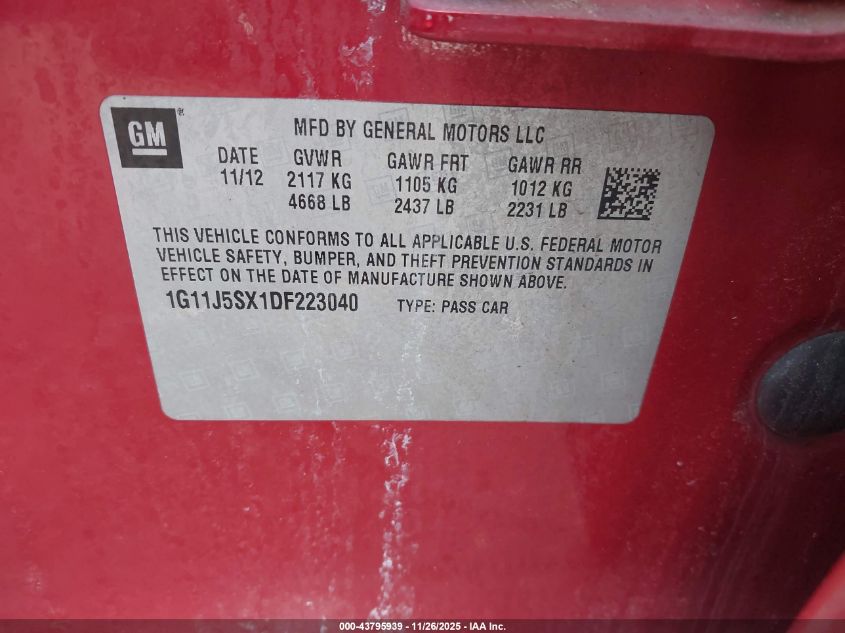 GM
MFD BY GENERAL MOTORS LLC
DATE GVWR GAWR FRT GAWR RR
11/12 2117 KG 1105 KG 1012 KG
4668 LB 2437 LB 2231 LB
THIS VEHICLE CONFORMS TO ALL APPLICABLE U.S. FEDERAL MOTOR
VEHICLE SAFETY, BUMPER, AND THEFT PREVENTION STANDARDS IN
EFFECT ON THE DATE OF MANUFACTURE SHOWN ABOVE.
1G11J5SX1DF223040 TYPE: PASS CAR
000-43795939 - 11/26/2025 - IAA Inc.